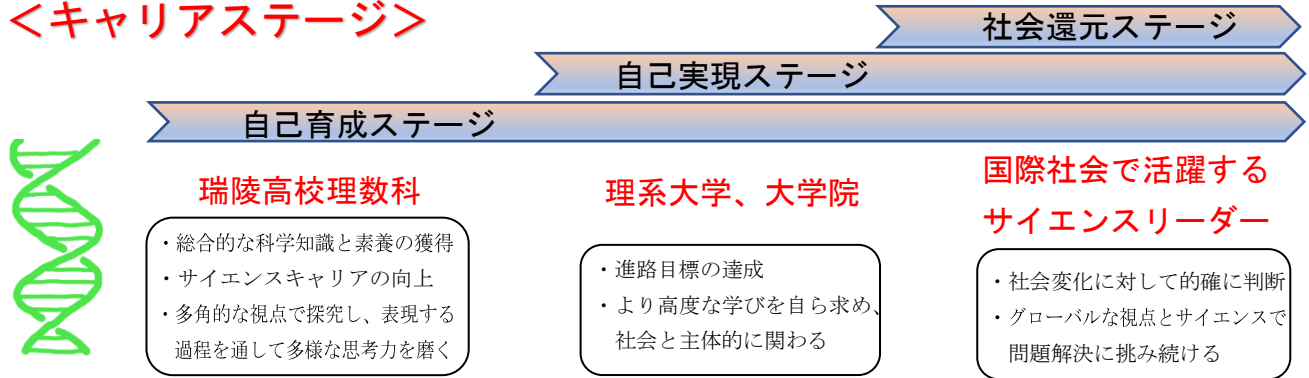 ＜キャリアステージ＞
社会還元ステージ
自己実現ステージ
自己育成ステージ
瑞陵高校理数科
・総合的な科学知識と素養の獲得
・サイエンスキャリアの向上
・多角的な視点で探究し、表現する
過程を通して多様な思考力を磨く
理系大学、大学院
・進路目標の達成
・より高度な学びを自ら求め、
社会と主体的に関わる
国際社会で活躍する
サイエンスリーダー
・社会変化に対して的確に判断
・グローバルな視点とサイエンスで
問題解決に挑み続ける